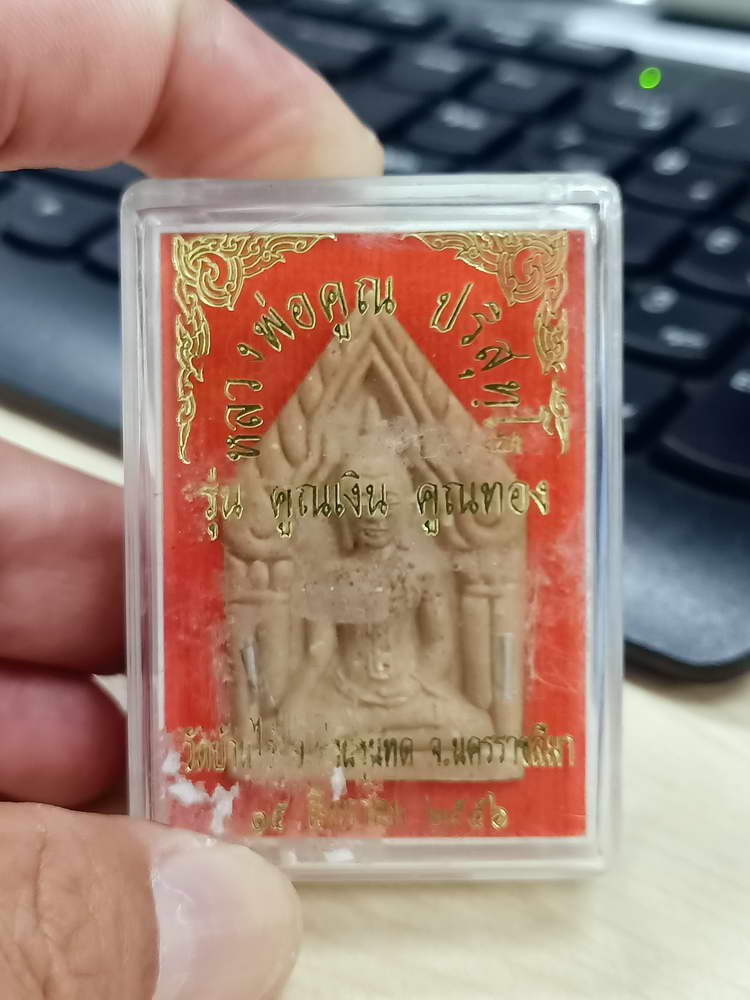 หลวงพ่อคูณ ปริสุทฺโธ
รุ่น คูณเงิน คูณทอง
วัดบ้านไร่ จ.นครราชสีมา
๑๕ ๒๕๕๖